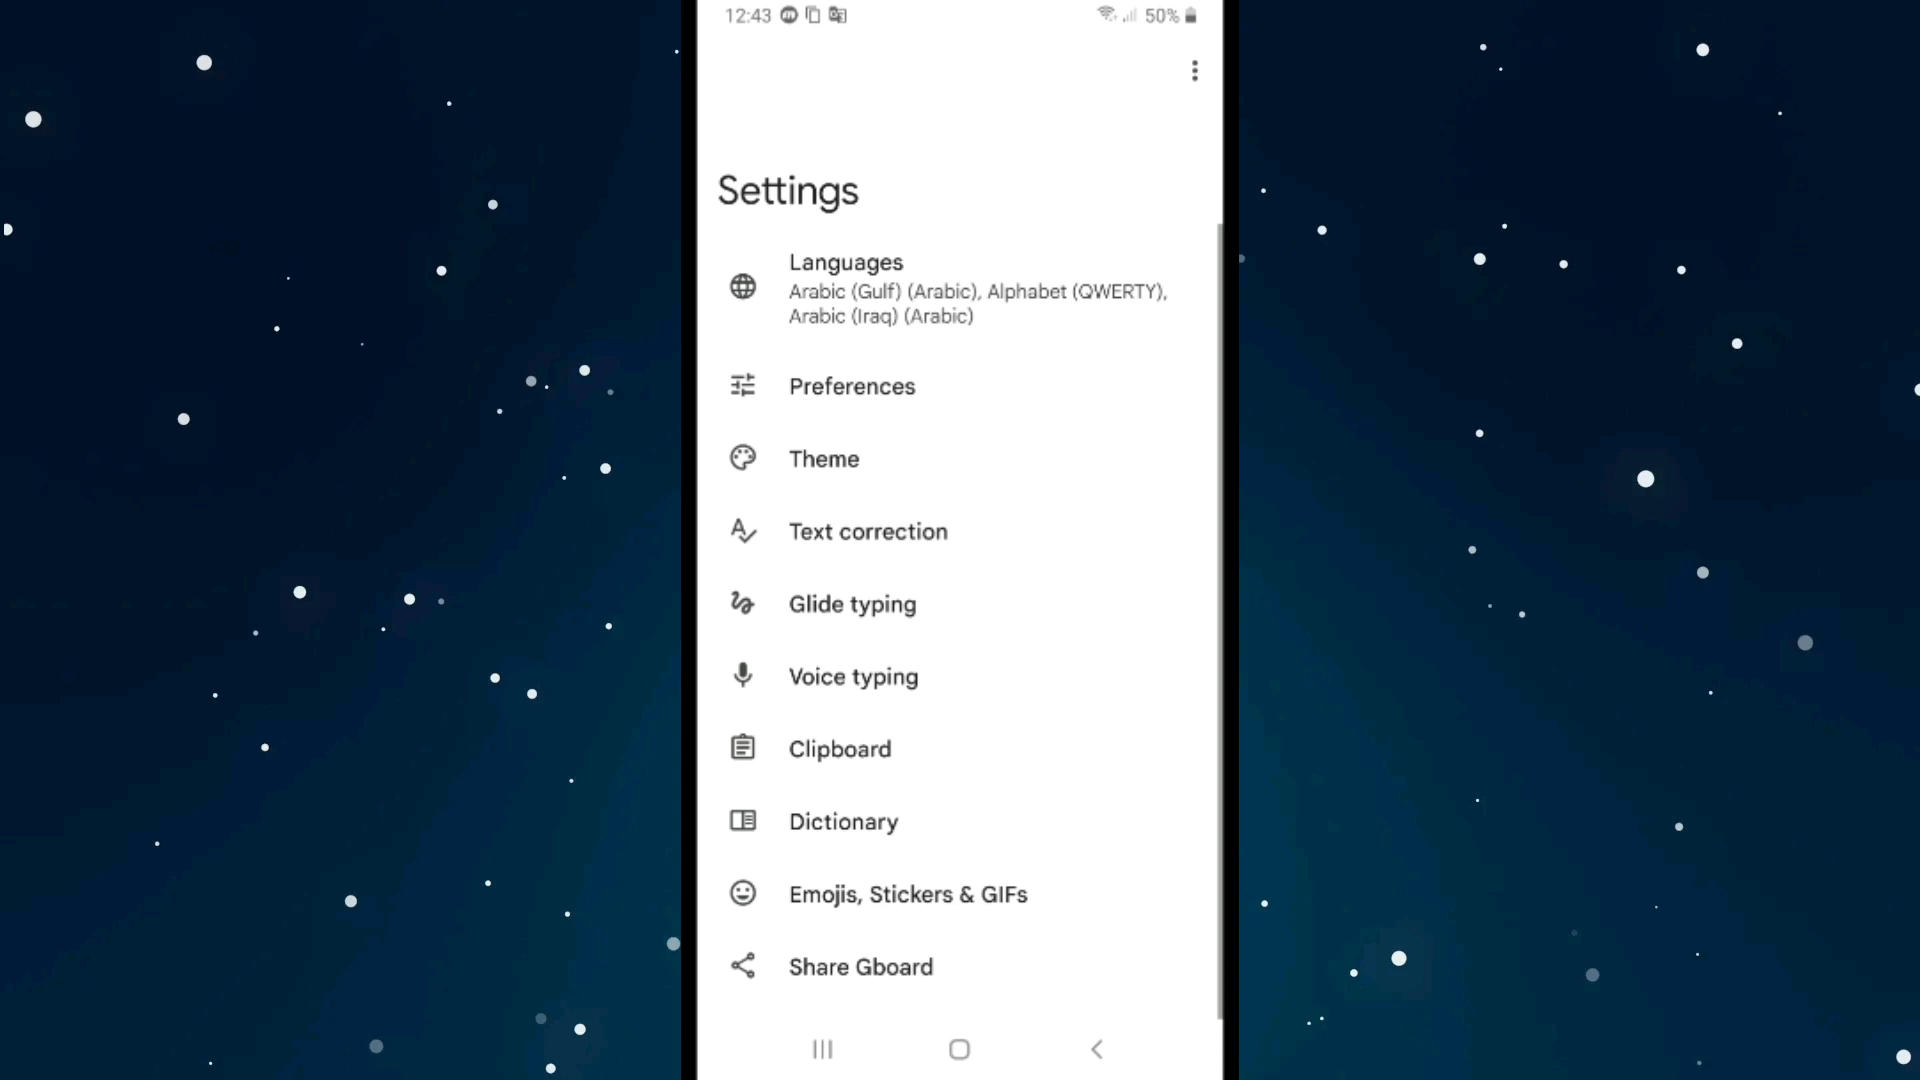 12:43
50%
Settings
Languages
Arabic (Gulf) (Arabic), Alphabet (QWERTY),
Arabic (Iraq) (Arabic)
Preferences
Theme
Text correction
Glide typing
Voice typing
Clipboard
Dictionary
Emojis, Stickers & GIFs
Share Gboard